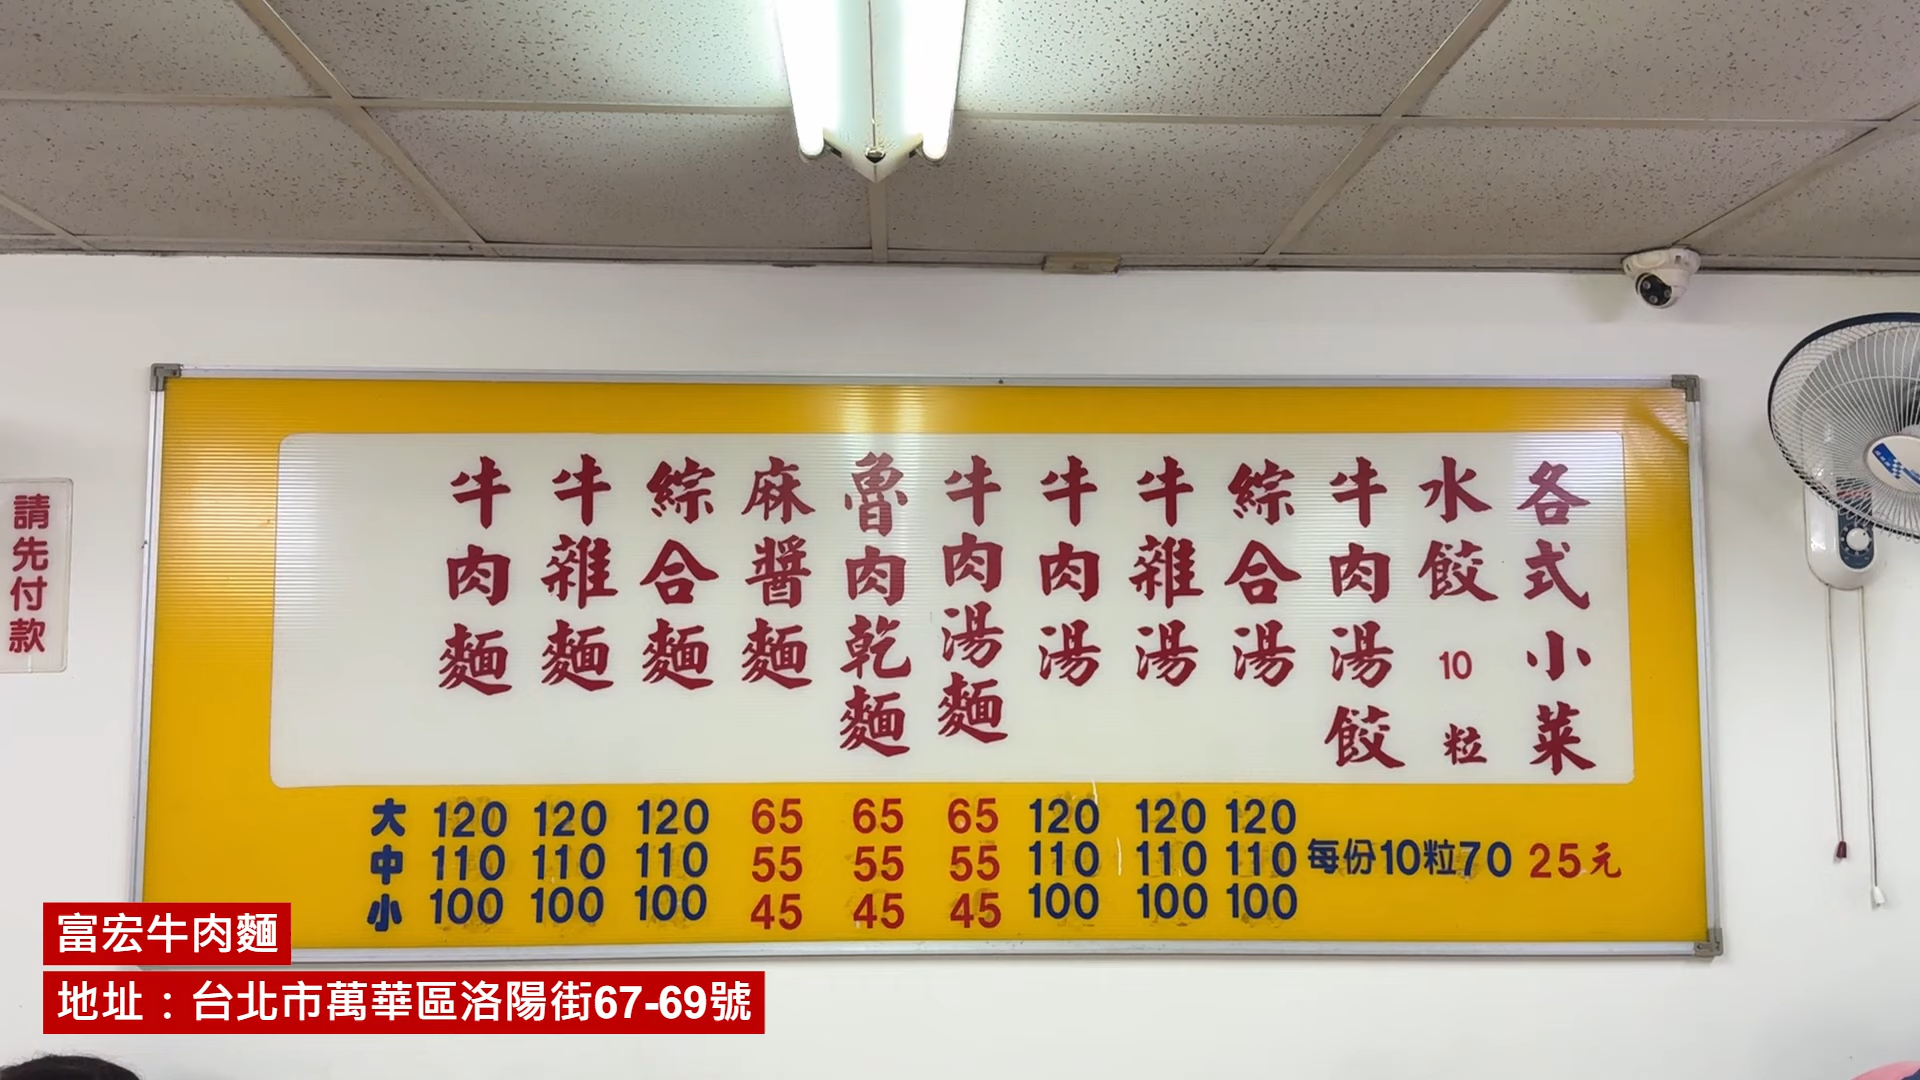 請先付款
牛肉麵
牛雜麵
綜合麵
麻醬麵
魯肉乾麵
牛肉湯麵
牛肉湯
牛雜湯
綜合湯
牛肉湯餃
水餃 10 粒
各式小菜
大 120 120 120 65 65 65 120 120 120
中 110 110 110 55 55 55 110 110 110 每份10粒70 25元
小 100 100 100 45 45 45 100 100 100
富宏牛肉麵
地址：台北市萬華區洛陽街67-69號